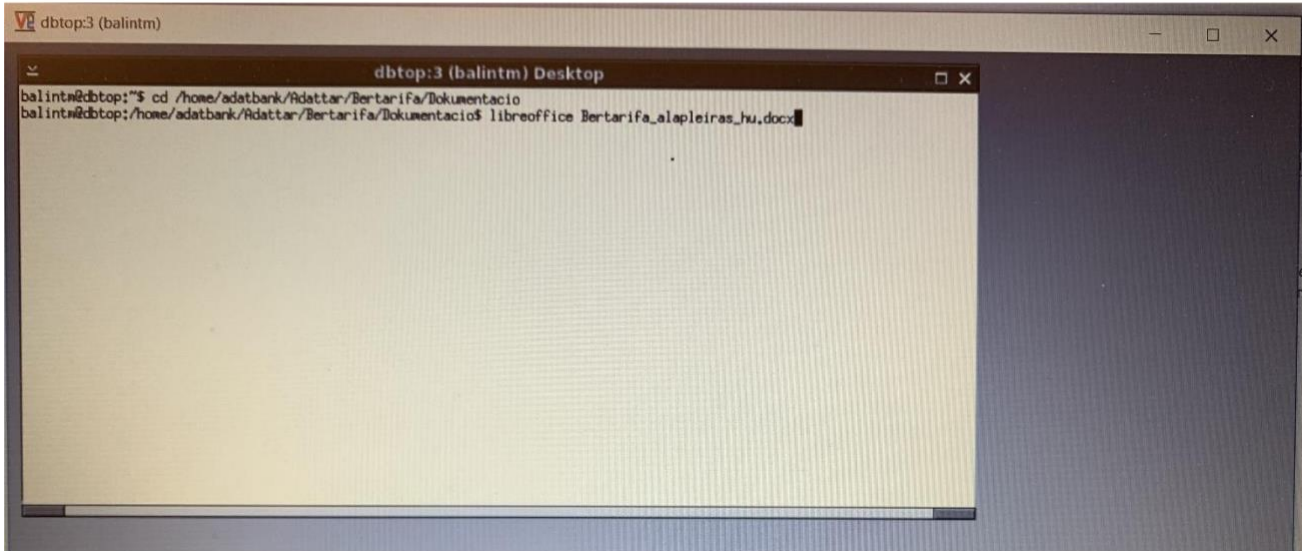 dbtop:3 (balintm)
dbtop:3 (balintm) Desktop
balintm@dbtop:~$ cd /home/adatbank/Adattar/Bertarifa/Dokumentacio
balintm@dbtop:/home/adatbank/Adattar/Bertarifa/Dokumentacio$ libreoffice Bertarifa_alapleiras_hu.docx